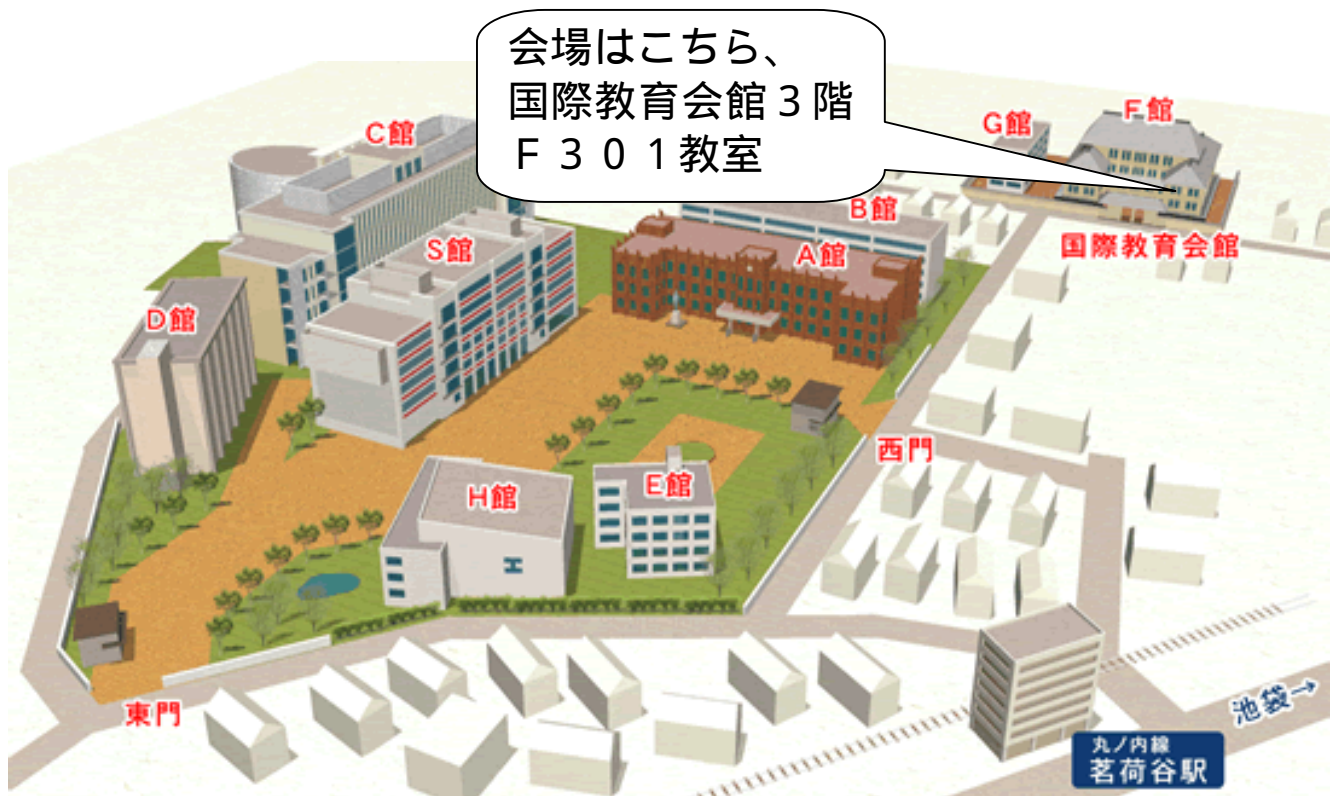 会場はこちら、
国際教育会館３階
Ｆ３０１教室
C館
G館
F館
B館
国際教育会館
S館
A館
D館
西門
H館
E館
東門
池袋→
丸ノ内線
茗荷谷駅